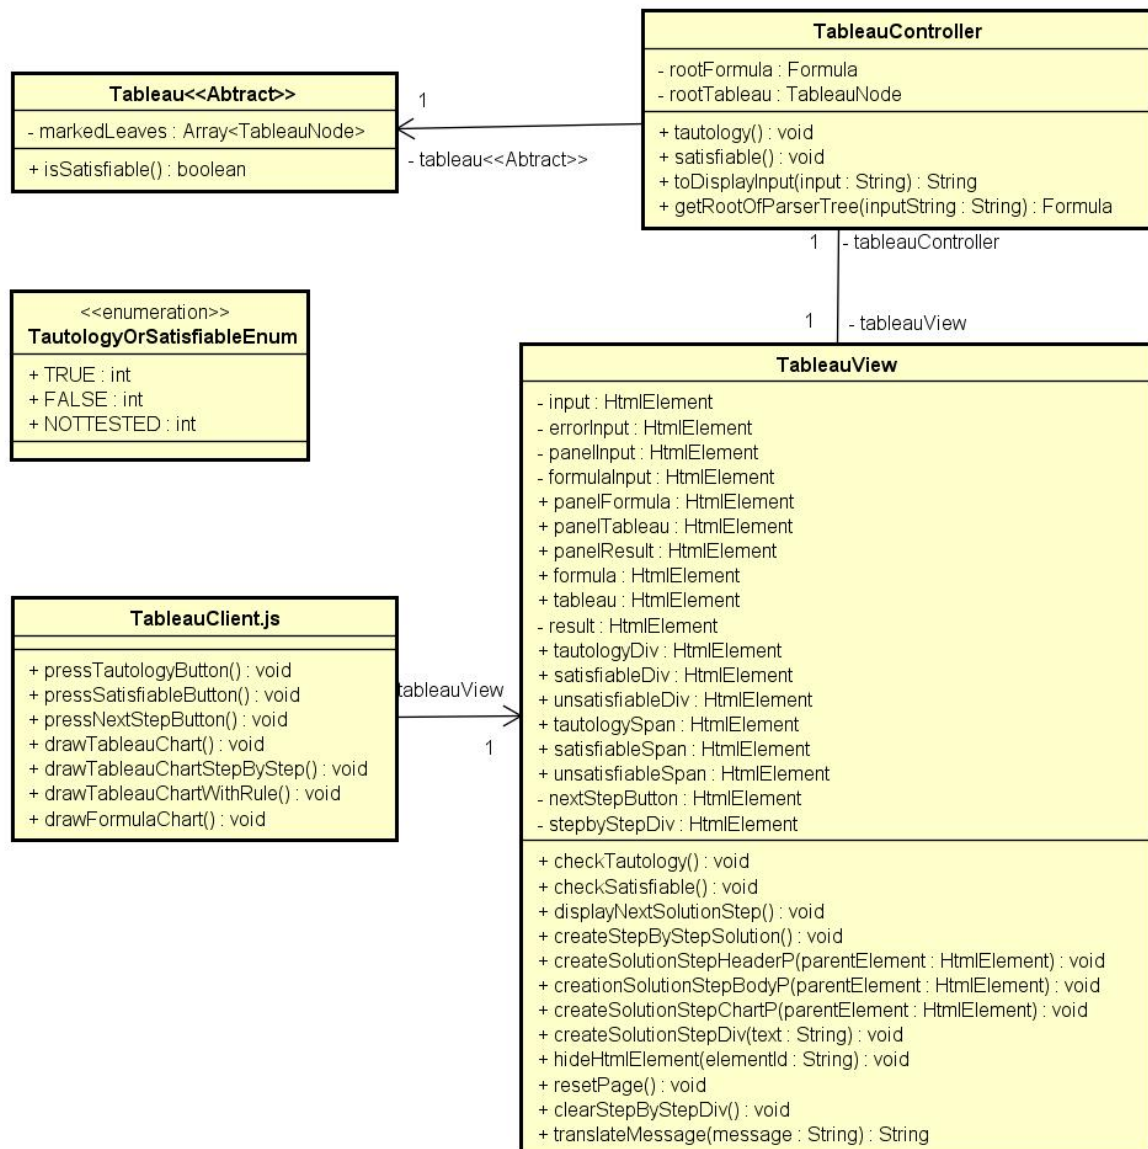 TableauController
- rootFormula : Formula
- rootTableau : TableauNode
+ tautology() : void
+ satisfiable() : void
+ toDisplayInput(input : String) : String
+ getRootOfParserTree(inputString : String) : Formula
Tableau<<Abtract>>
- markedLeaves : Array<TableauNode>
+ isSatisfiable() : boolean
1
- tableau<<Abtract>>
1
- tableauController
1
- tableauView
<<enumeration>>
TautologyOrSatisfiableEnum
+ TRUE : int
+ FALSE : int
+ NOTTESTED : int
TableauView
- input : HtmlElement
- errorInput : HtmlElement
- panelInput : HtmlElement
- formulaInput : HtmlElement
+ panelFormula : HtmlElement
+ panelTableau : HtmlElement
+ panelResult : HtmlElement
+ formula : HtmlElement
+ tableau : HtmlElement
- result : HtmlElement
+ tautologyDiv : HtmlElement
+ satisfiableDiv : HtmlElement
+ unsatisfiableDiv : HtmlElement
+ tautologySpan : HtmlElement
+ satisfiableSpan : HtmlElement
+ unsatisfiableSpan : HtmlElement
- nextStepButton : HtmlElement
- stepbyStepDiv : HtmlElement
+ checkTautology() : void
+ checkSatisfiable() : void
+ displayNextSolutionStep() : void
+ createStepByStepSolution() : void
+ createSolutionStepHeaderP(parentElement : HtmlElement) : void
+ creationSolutionStepBodyP(parentElement : HtmlElement) : void
+ createSolutionStepChartP(parentElement : HtmlElement) : void
+ createSolutionStepDiv(text : String) : void
+ hideHtmlElement(elementId : String) : void
+ resetPage() : void
+ clearStepByStepDiv() : void
+ translateMessage(message : String) : String
TableauClient.js
+ pressTautologyButton() : void
+ pressSatisfiableButton() : void
+ pressNextStepButton() : void
+ drawTableauChart() : void
+ drawTableauChartStepByStep() : void
+ drawTableauChartWithRule() : void
+ drawFormulaChart() : void
tableauView
1